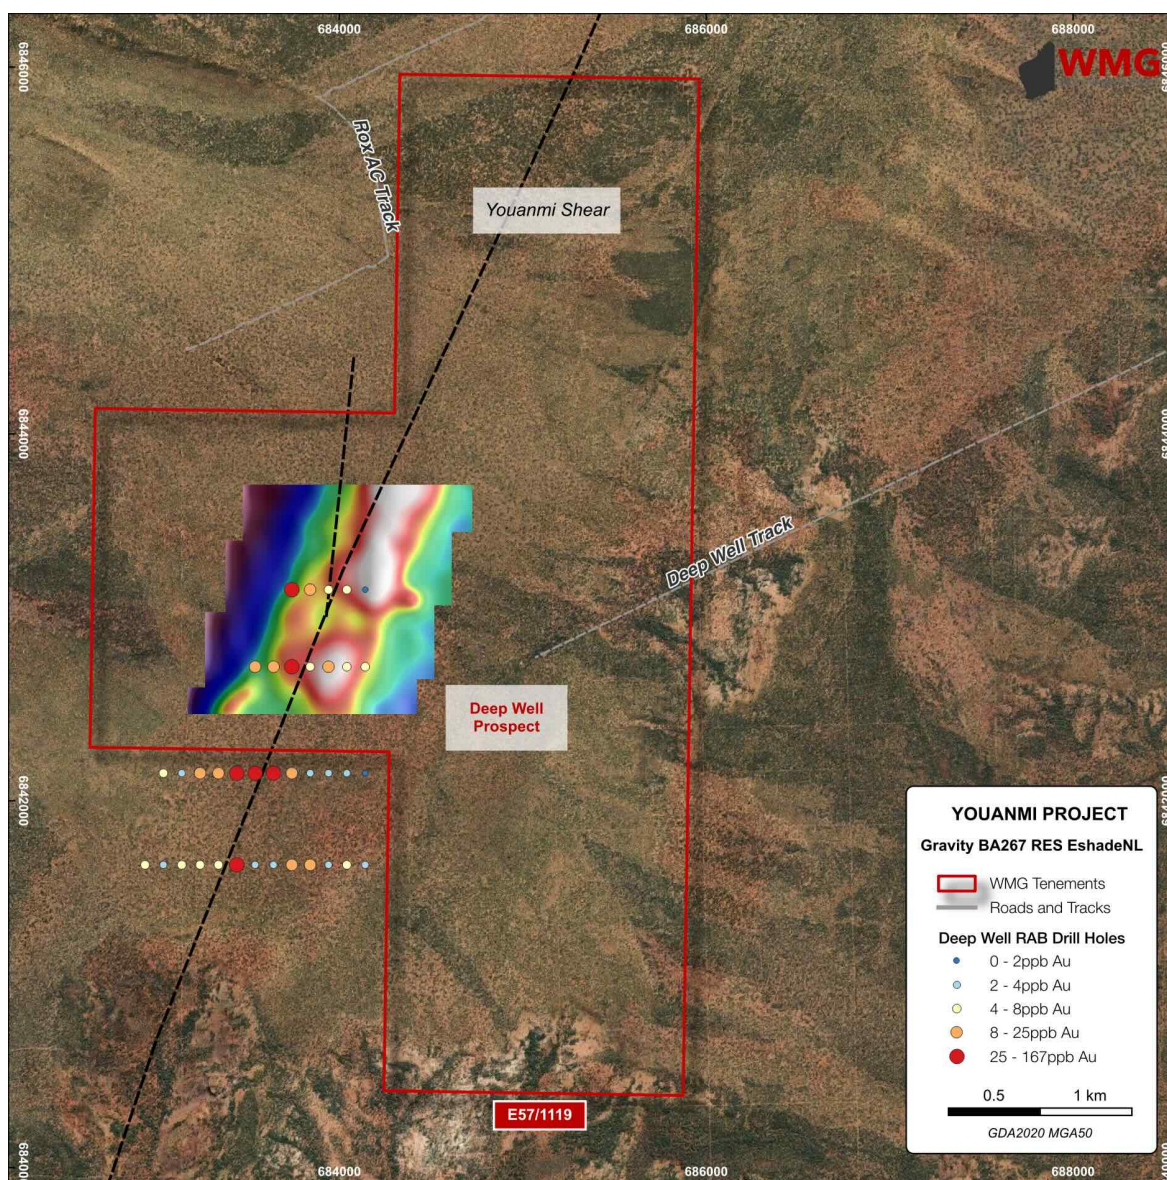 684000
686000
688000
6846000
WMG
Rox AC Track
Youanmi Shear
6844000
Deep Well Track
Deep Well
Prospect
6842000
YOUANMI PROJECT
Gravity BA267 RES EshadeNL
WMG Tenements
Roads and Tracks
Deep Well RAB Drill Holes
0 - 2ppb Au
2 - 4ppb Au
4 - 8ppb Au
8 - 25ppb Au
25 - 167ppb Au
0.5 1 km
GDA2020 MGA50
E57/1119
684000
686000
688000